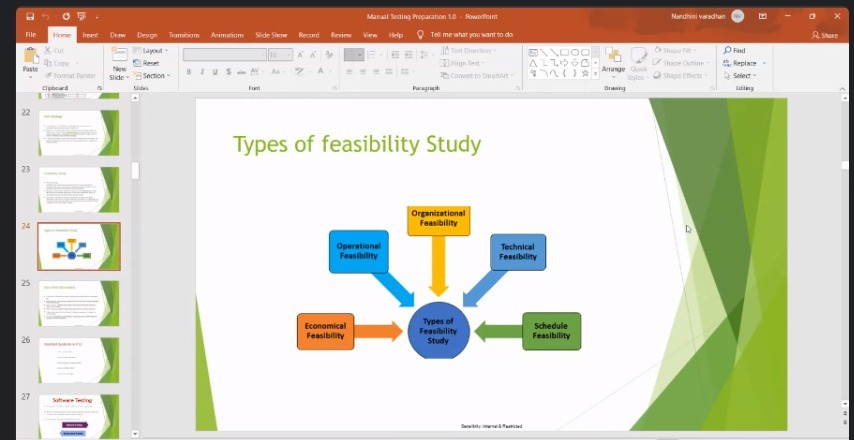 Manual Testing Preparation 1.0 - PowerPoint
Nandhini varadhan
File Home Insert Draw Design Transitions Animations Slide Show Record Review View Help Tell me what you want to do
Share
Paste
Cut
Copy
Format Painter
Clipboard
New
Slide
Layout
Reset
Section
Slides
Font
Paragraph
Text Direction
Align Text
Convert to SmartArt
Arrange
Quick
Styles
Shape Fill
Shape Outline
Shape Effects
Drawing
Find
Replace
Select
Editing
22
23
24
25
26
27
Software Testing
Types of feasibility Study
Organizational
Feasibility
Operational
Feasibility
Technical
Feasibility
Economical
Feasibility
Types of
Feasibility
Study
Schedule
Feasibility
Sensitivity: Internal & Restricted